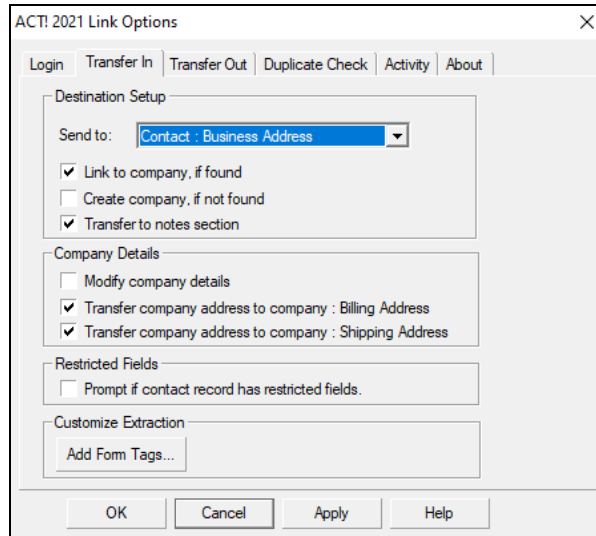 ACT! 2021 Link Options
Login Transfer In Transfer Out Duplicate Check Activity About
Destination Setup
Send to: Contact : Business Address
Link to company, if found
Create company, if not found
Transfer to notes section
Company Details
Modify company details
Transfer company address to company : Billing Address
Transfer company address to company : Shipping Address
Restricted Fields
Prompt if contact record has restricted fields.
Customize Extraction
Add Form Tags...
OK Cancel Apply Help